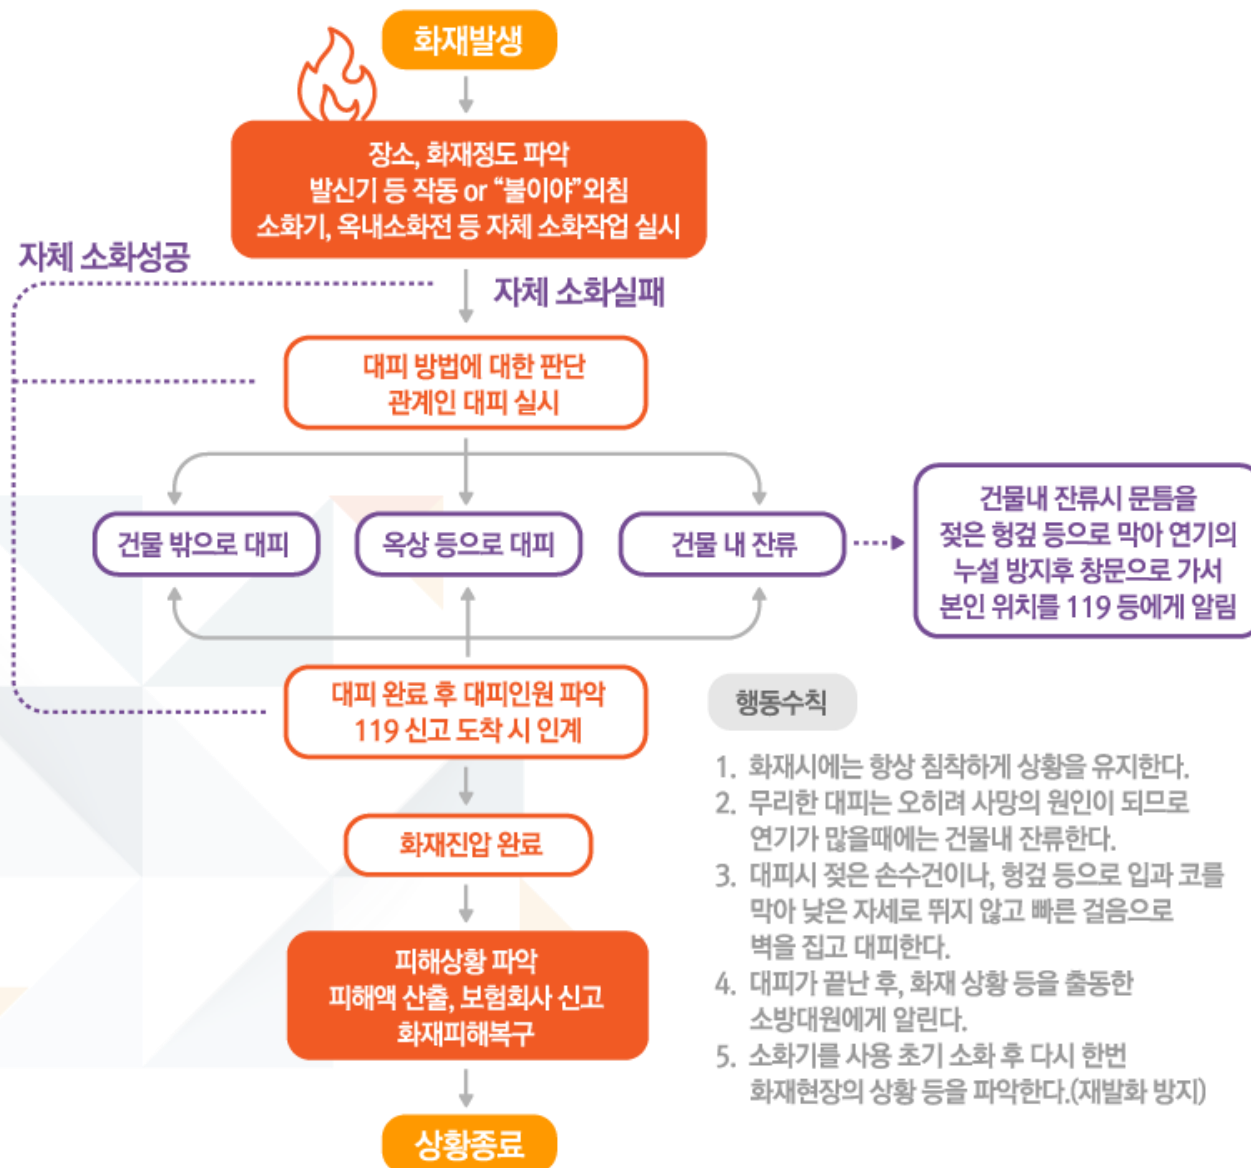 화재발생
장소, 화재정도 파악
발신기 등 작동 or “불이야”외침
소화기, 옥내소화전 등 자체 소화작업 실시
자체 소화성공
자체 소화실패
대피 방법에 대한 판단
관계인 대피 실시
건물 밖으로 대피
옥상 등으로 대피
건물 내 잔류
건물내 잔류시 문틈을
젖은 헝겊 등으로 막아 연기의
누설 방지후 창문으로 가서
본인 위치를 119 등에게 알림
대피 완료 후 대피인원 파악
119 신고 도착 시 인계
화재진압 완료
피해상황 파악
피해액 산출, 보험회사 신고
화재피해복구
상황종료
행동수칙
1. 화재시에는 항상 침착하게 상황을 유지한다.
2. 무리한 대피는 오히려 사망의 원인이 되므로
연기가 많을때에는 건물내 잔류한다.
3. 대피시 젖은 손수건이나, 헝겊 등으로 입과 코를
막아 낮은 자세로 뛰지 않고 빠른 걸음으로
벽을 집고 대피한다.
4. 대피가 끝난 후, 화재 상황 등을 출동한
소방대원에게 알린다.
5. 소화기를 사용 초기 소화 후 다시 한번
화재현장의 상황 등을 파악한다.(재발화 방지)